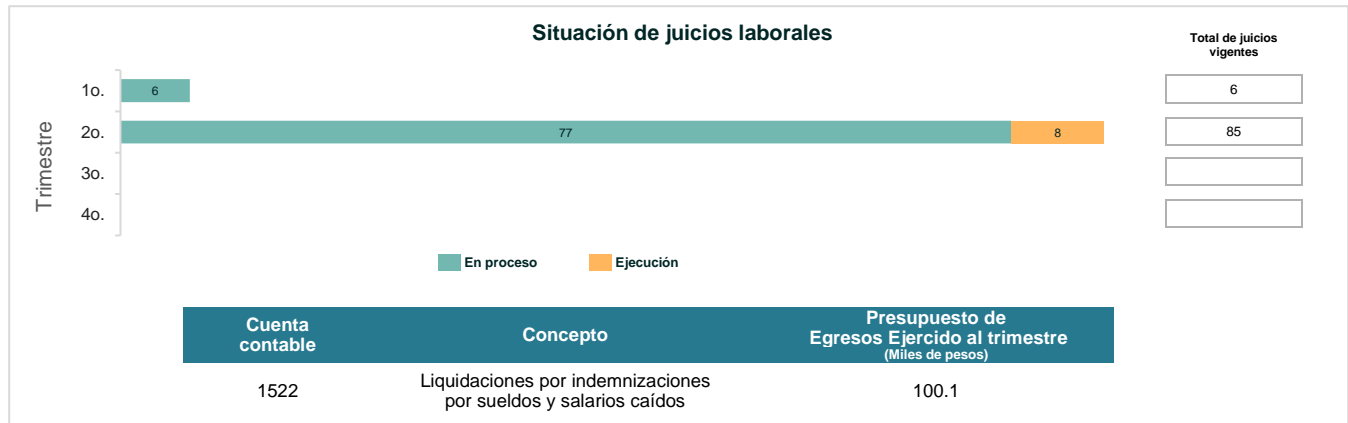 Situación de juicios laborales
Total de juicios
vigentes
Trimestre
1o.
6
6
2o.
77
8
85
3o.
4o.
En proceso
Ejecución
Cuenta
contable
Concepto
Presupuesto de
Egresos Ejercido al trimestre
(Miles de pesos)
1522
Liquidaciones por indemnizaciones
por sueldos y salarios caídos
100.1